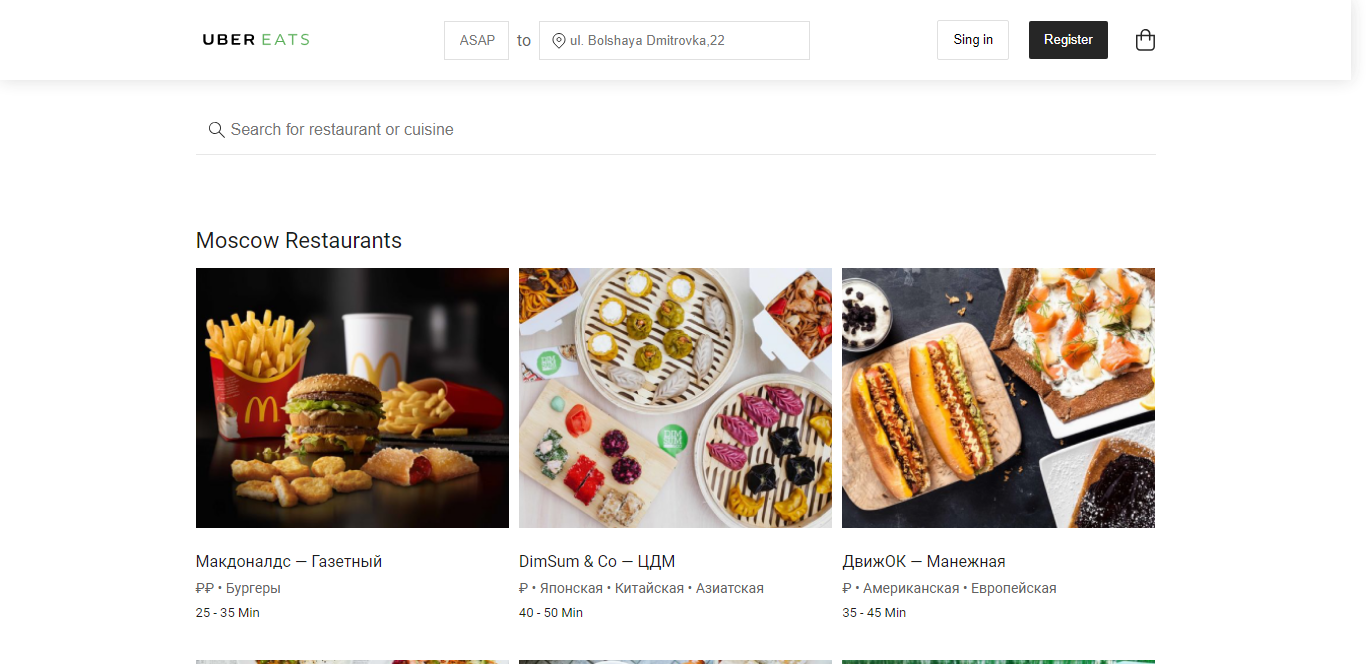 UBER EATS
ASAP to ul. Bolshaya Dmitrovka,22
Sing in
Register
Search for restaurant or cuisine
Moscow Restaurants
Макдоналдс — Газетный
₽₽ • Бургеры
25 - 35 Min
DimSum & Co — ЦДМ
₽ • Японская • Китайская • Азиатская
40 - 50 Min
ДвижОК — Манежная
₽ • Американская • Европейская
35 - 45 Min